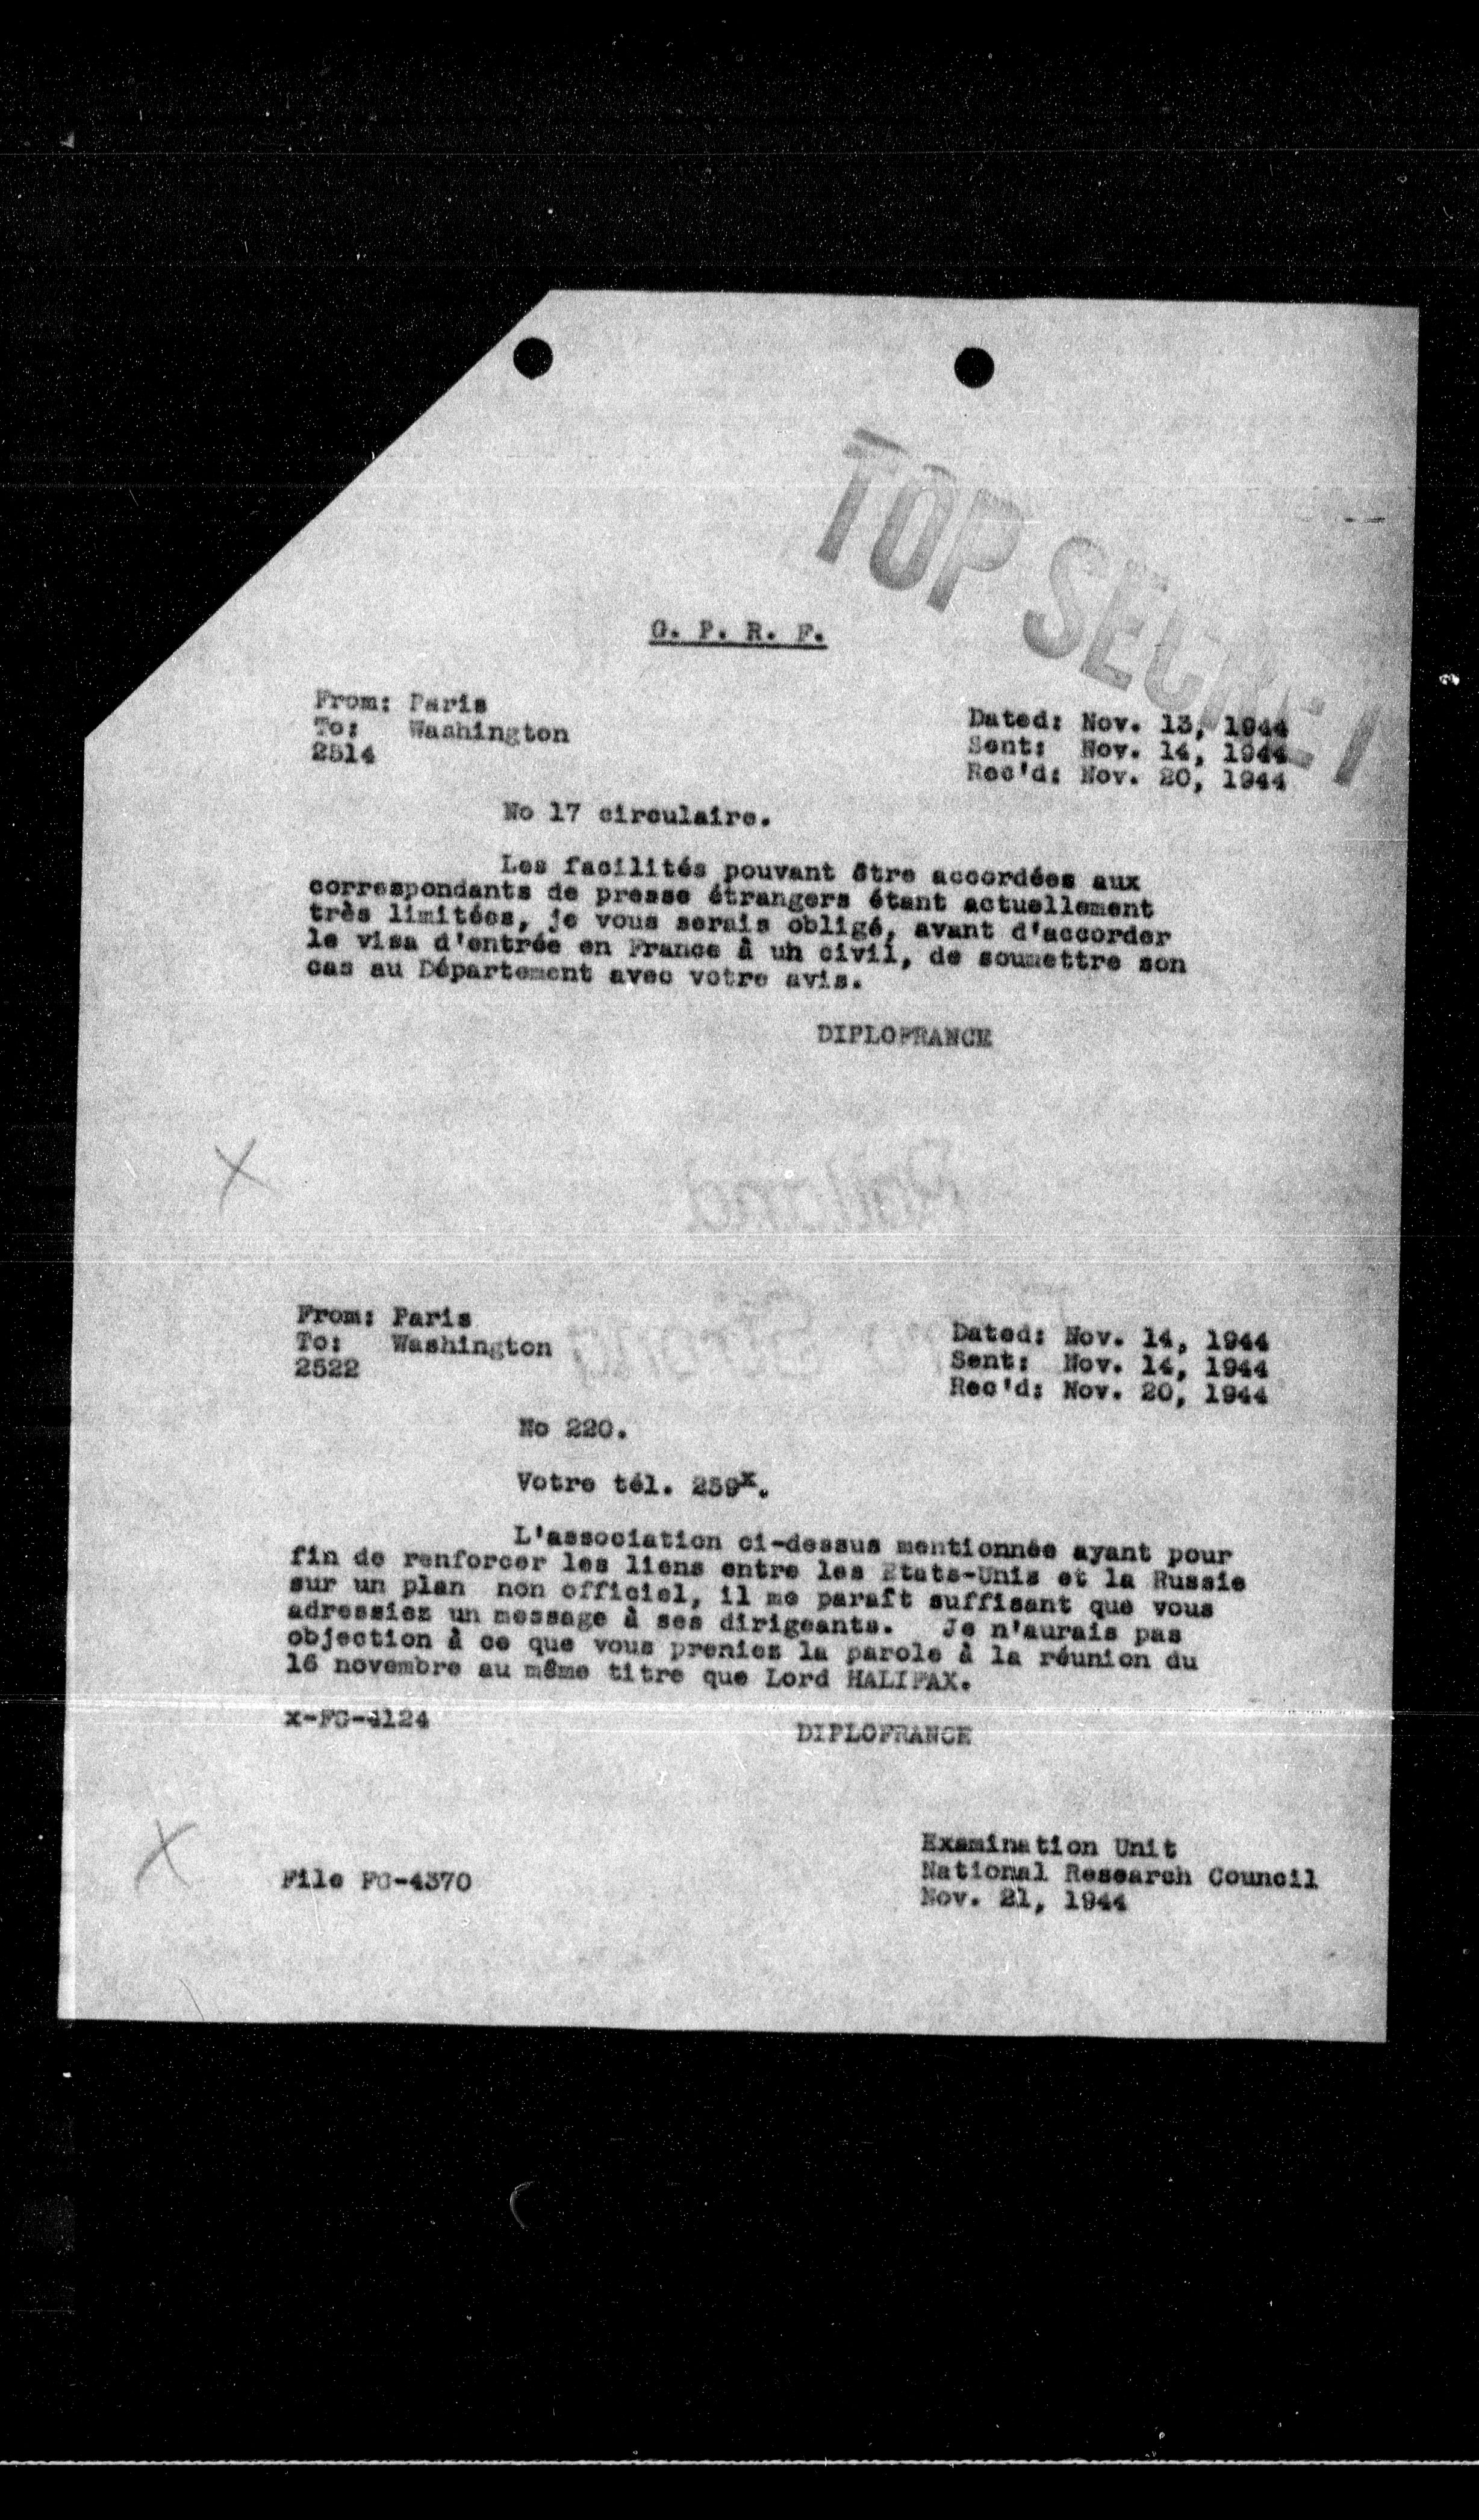 TOP SECRET
G. P. R. F.
From: Paris
To: Washington
2514
Dated: Nov. 13, 1944
Sent: Nov. 14, 1944
Rec'd: Nov. 20, 1944
No 17 circulaire.
Les facilités pouvant être accordées aux
correspondants de presse étrangers étant actuellement
très limitées, je vous serais obligé, avant d'accorder
le visa d'entrée en France à un civil, de soumettre son
cas au Département avec votre avis.
DIPLOFRANCE
X
Rolland
From: Paris
To: Washington
2522
Dated: Nov. 14, 1944
Sent: Nov. 14, 1944
Rec'd: Nov. 20, 1944
No 220.
Votre tél. 259x.
L'association ci-dessus mentionnée ayant pour
fin de renforcer les liens entre les Etats-Unis et la Russie
sur un plan non officiel, il me paraît suffisant que vous
adressiez un message à ses dirigeants. Je n'aurais pas
objection à ce que vous preniez la parole à la réunion du
16 novembre au même titre que Lord HALIFAX.
x-FC-4124
DIPLOFRANCE
X
File FC-4370
Examination Unit
National Research Council
Nov. 21, 1944